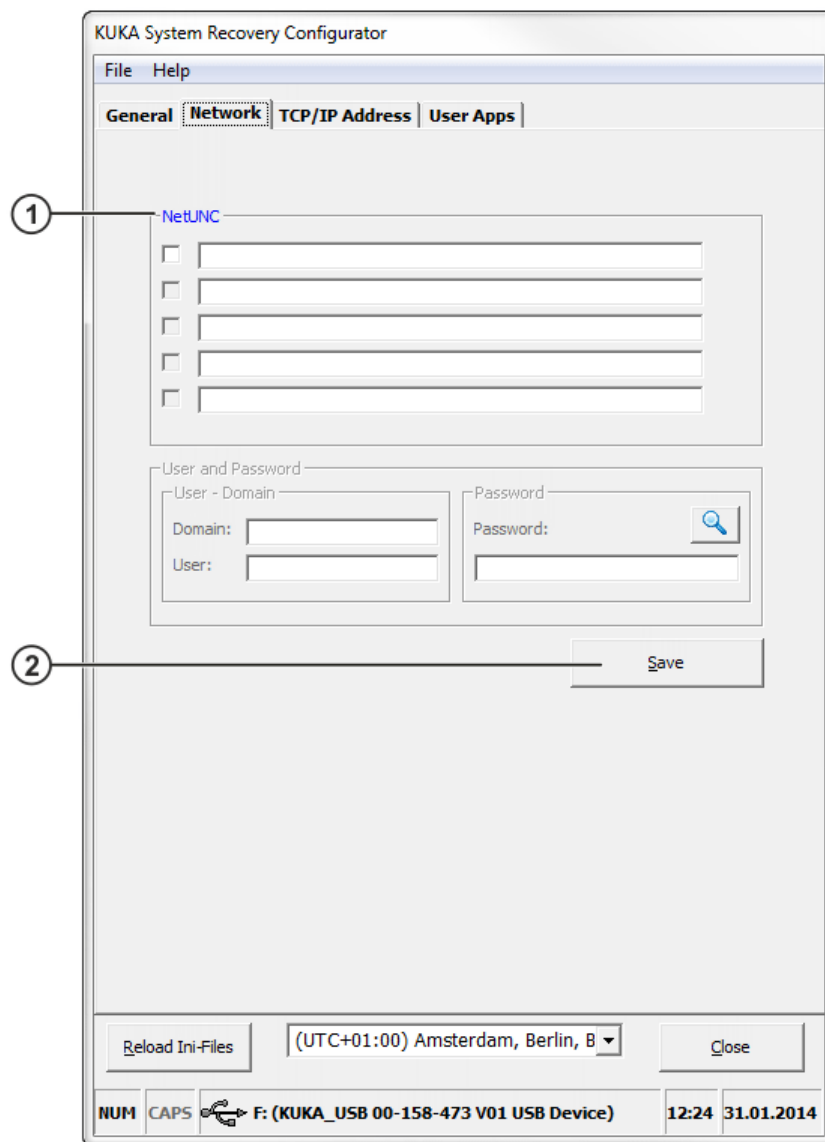 KUKA System Recovery Configurator
File Help
General Network TCP/IP Address User Apps
1
NetUNC
User and Password
User - Domain
Password
Domain:
Password:
User:
2
Save
Reload Ini-Files
(UTC+01:00) Amsterdam, Berlin, B
Close
NUM CAPS F: (KUKA_USB 00-158-473 V01 USB Device) 12:24 31.01.2014